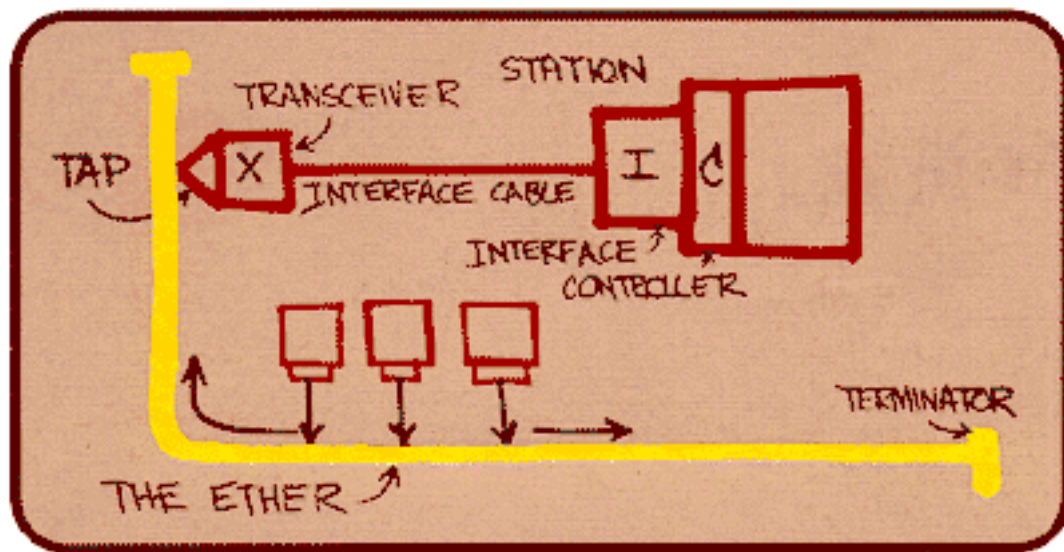 STATION
TRANSCEIVER
TAP
X
I
C
INTERFACE CABLE
INTERFACE
CONTROLLER
TERMINATOR
THE ETHER